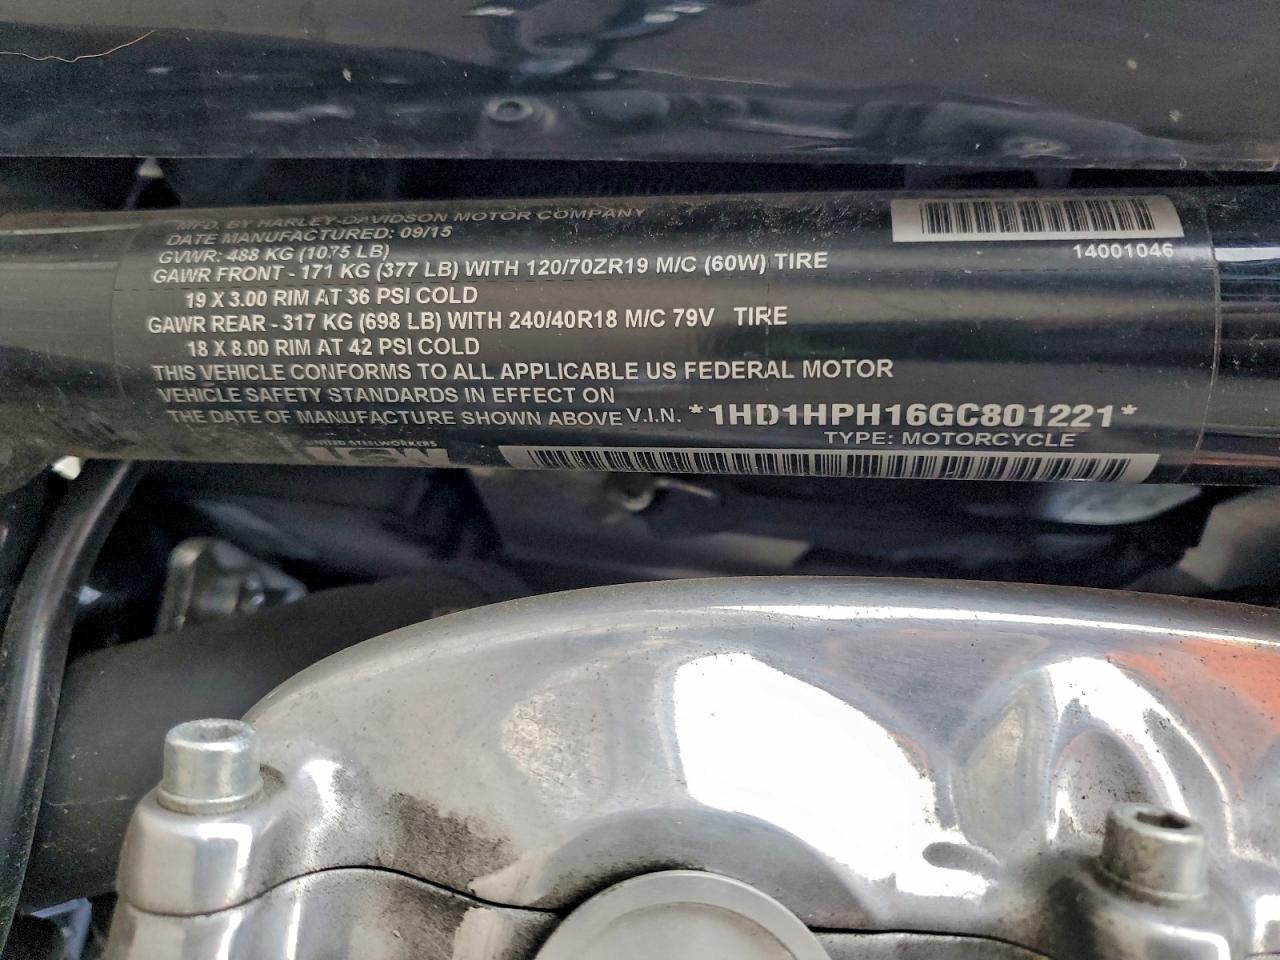 MFD. BY HARLEY-DAVIDSON MOTOR COMPANY
DATE MANUFACTURED: 09/15
GVWR: 488 KG (1075 LB)
GAWR FRONT - 171 KG (377 LB) WITH 120/70ZR19 M/C (60W) TIRE
19 X 3.00 RIM AT 36 PSI COLD
GAWR REAR - 317 KG (698 LB) WITH 240/40R18 M/C 79V TIRE
18 X 8.00 RIM AT 42 PSI COLD
THIS VEHICLE CONFORMS TO ALL APPLICABLE US FEDERAL MOTOR
VEHICLE SAFETY STANDARDS IN EFFECT ON
THE DATE OF MANUFACTURE SHOWN ABOVE V.I.N. *1HD1HPH16GC801221*
TYPE: MOTORCYCLE
14001046
UNITED STEELWORKERS